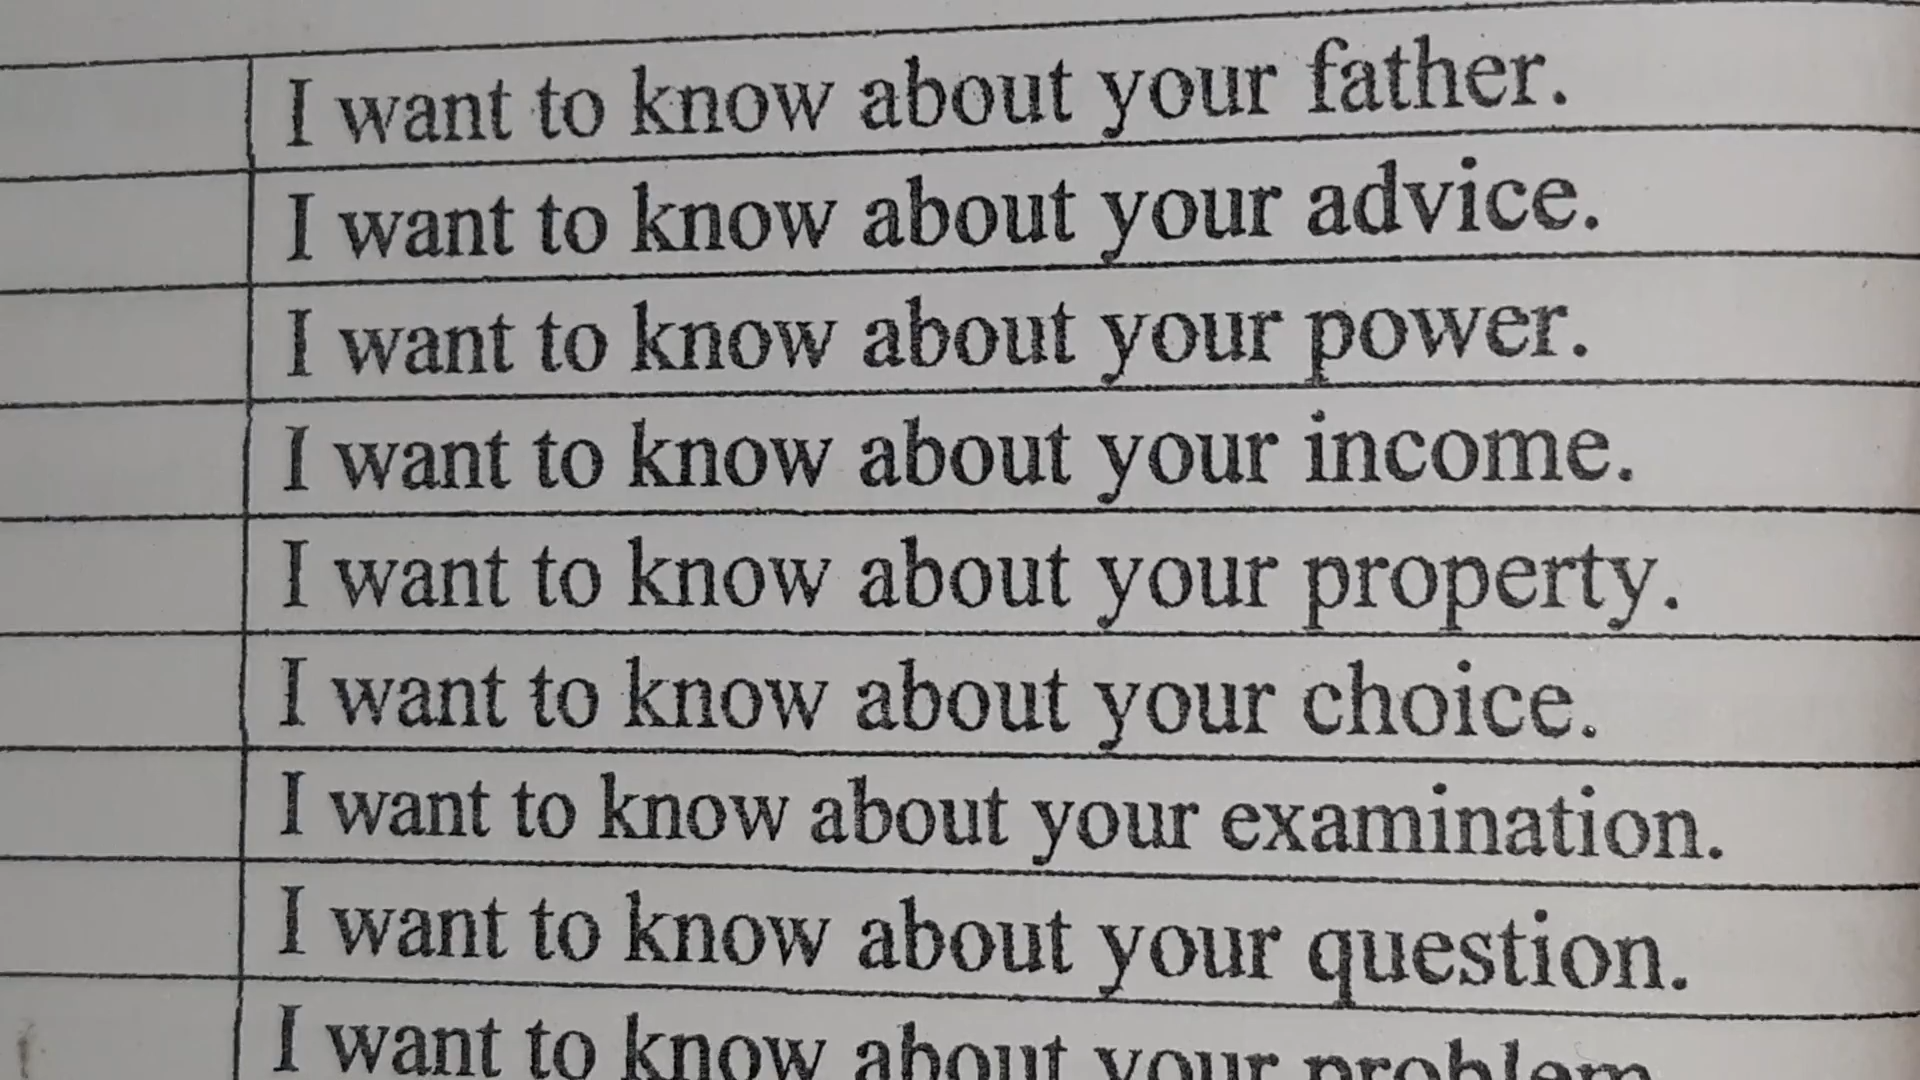 I want to know about your father.
I want to know about your advice.
I want to know about your power.
I want to know about your income.
I want to know about your property.
I want to know about your choice.
I want to know about your examination.
I want to know about your question.
I want to know about your problem